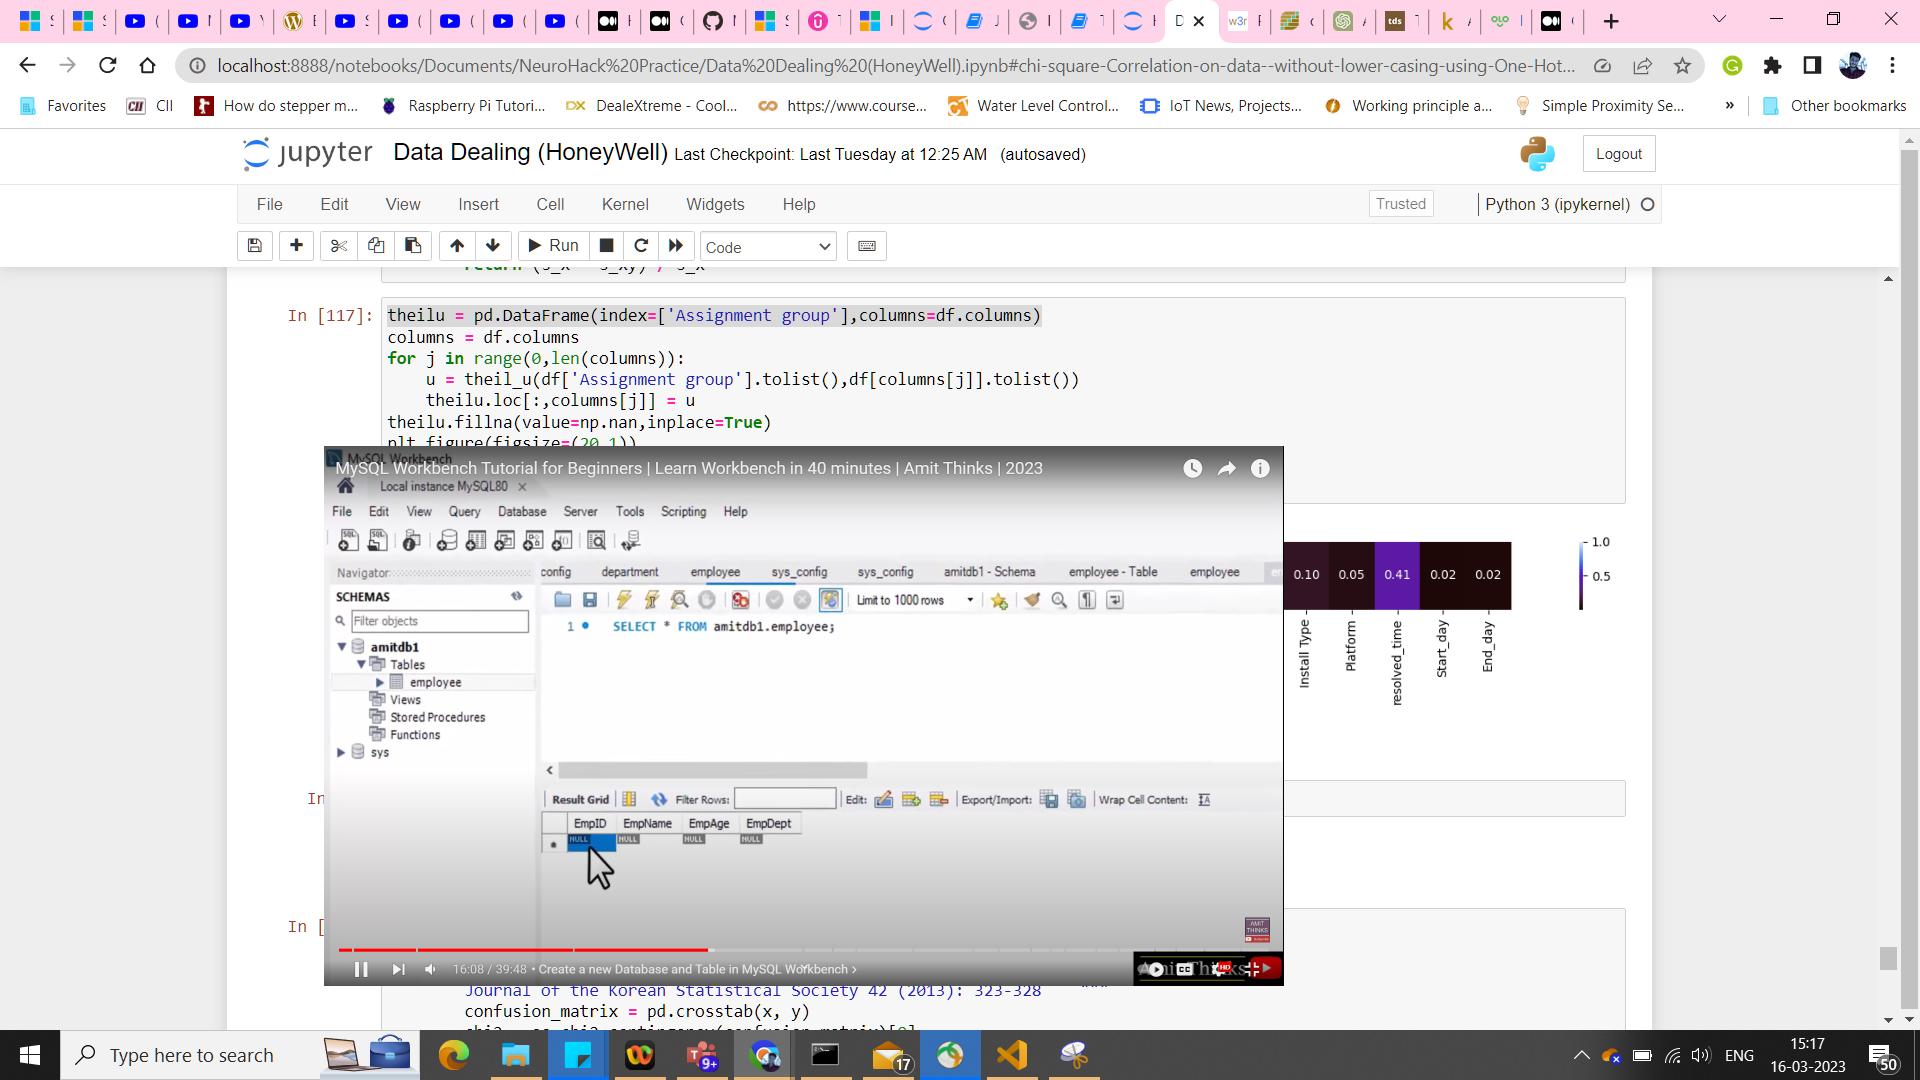 localhost:8888/notebooks/Documents/NeuroHack%20Practice/Data%20Dealing%20(HoneyWell).ipynb#chi-square-Correlation-on-data--without-lower-casing-using-One-Hot...
Favorites
CII
How do stepper m...
Raspberry Pi Tutori...
DX
DealeXtreme - Cool...
https://www.course...
Water Level Control...
IoT News, Projects...
Working principle a...
Simple Proximity Se...
»
Other bookmarks
jupyter
Data Dealing (HoneyWell) Last Checkpoint: Last Tuesday at 12:25 AM (autosaved)
Logout
File Edit View Insert Cell Kernel Widgets Help
Trusted
Python 3 (ipykernel)
Run
Code
In [117]:
theilu = pd.DataFrame(index=['Assignment group'],columns=df.columns)
columns = df.columns
for j in range(0,len(columns)):
u = theil_u(df['Assignment group'].tolist(),df[columns[j]].tolist())
theilu.loc[:,columns[j]] = u
theilu.fillna(value=np.nan,inplace=True)
plt.figure(figsize=(20,1))
MySQL Workbench
MySQL Workbench Tutorial for Beginners | Learn Workbench in 40 minutes | Amit Thinks | 2023
Local instance MySQL80
File Edit View Query Database Server Tools Scripting Help
Navigator
config department employee sys_config sys_config amitdb1 - Schema employee - Table employee
SCHEMAS
Filter objects
Limit to 1000 rows
1 SELECT * FROM amitdb1.employee;
amitdb1
Tables
employee
Views
Stored Procedures
Functions
sys
Result Grid Filter Rows: Edit: Export/Import: Wrap Cell Content:
EmpID EmpName EmpAge EmpDept
NULL NULL NULL NULL
AMIT THINKS
16:08 / 39:48 • Create a new Database and Table in MySQL Workbench
CC
HD
0.10 0.05 0.41 0.02 0.02
1.0
0.5
Install Type
Platform
resolved_time
Start_day
End_day
In
In [
Journal of the Korean Statistical Society 42 (2013): 323-328 """
confusion_matrix = pd.crosstab(x, y)
Type here to search
9+
17
ENG
15:17
16-03-2023
50